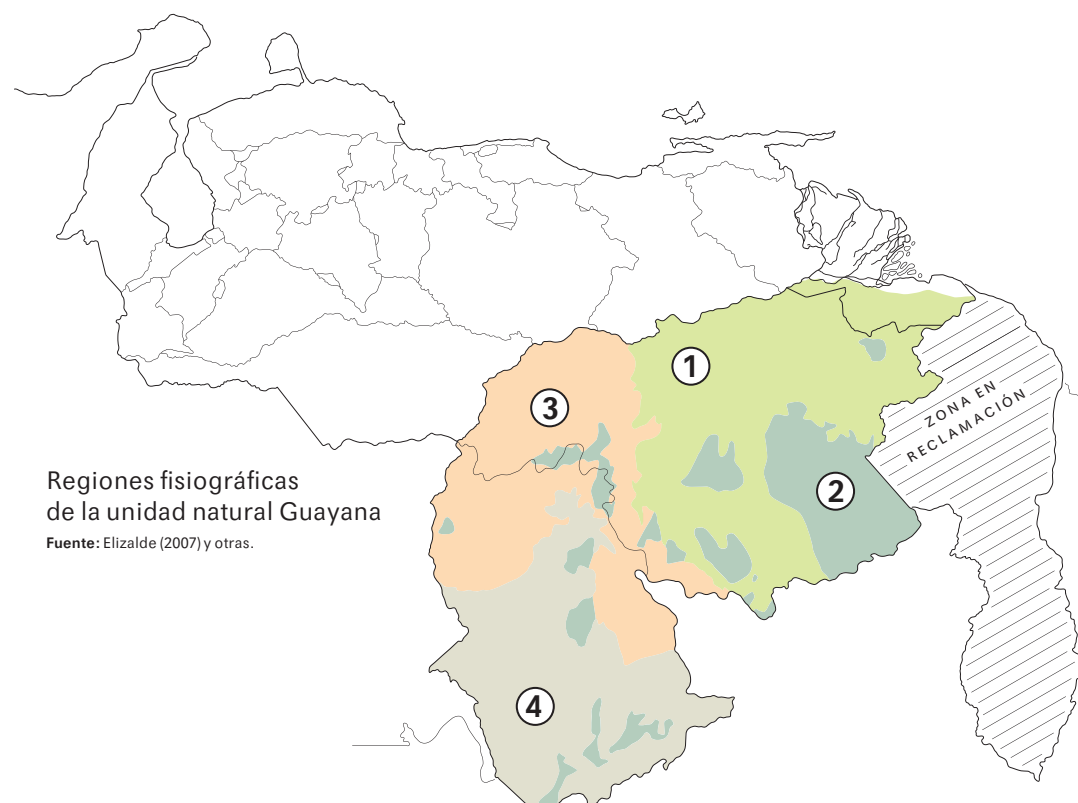 1
3
ZONA EN
RECLAMACIÓN
2
Regiones fisiográficas
de la unidad natural Guayana
Fuente: Elizalde (2007) y otras.
4